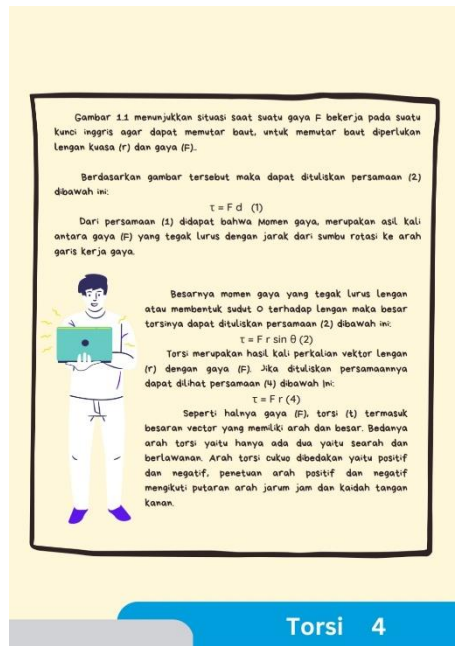 Gambar 1.1 menunjukkan situasi saat suatu gaya F bekerja pada suatu
kunci inggris agar dapat memutar baut, untuk memutar baut diperlukan
lengan kuasa (r) dan gaya (F)..
Berdasarkan gambar tersebut maka dapat dituliskan persamaan (2)
dibawah ini:
τ = F d (1)
Dari persamaan (1) didapat bahwa Momen gaya, merupakan asil kali
antara gaya (F) yang tegak lurus dengan jarak dari sumbu rotasi ke arah
garis kerja gaya.
Besarnya momen gaya yang tegak lurus lengan
atau membentuk sudut O terhadap lengan maka besar
torsinya dapat dituliskan persamaan (2) dibawah ini:
τ = F r sin θ (2)
Torsi merupakan hasil kali perkalian vektor lengan
(r) dengan gaya (F). Jika dituliskan persamaannya
dapat dilihat persamaan (4) dibawah Ini:
τ = F r (4)
Seperti halnya gaya (F), torsi (t) termasuk
besaran vector yang memiliki arah dan besar. Bedanya
arah torsi yaitu hanya ada dua yaitu searah dan
berlawanan. Arah torsi cukuo dibedakan yaitu positif
dan negatif, penetuan arah positif dan negatif
mengikuti putaran arah jarum jam dan kaidah tangan
kanan.
Torsi 4